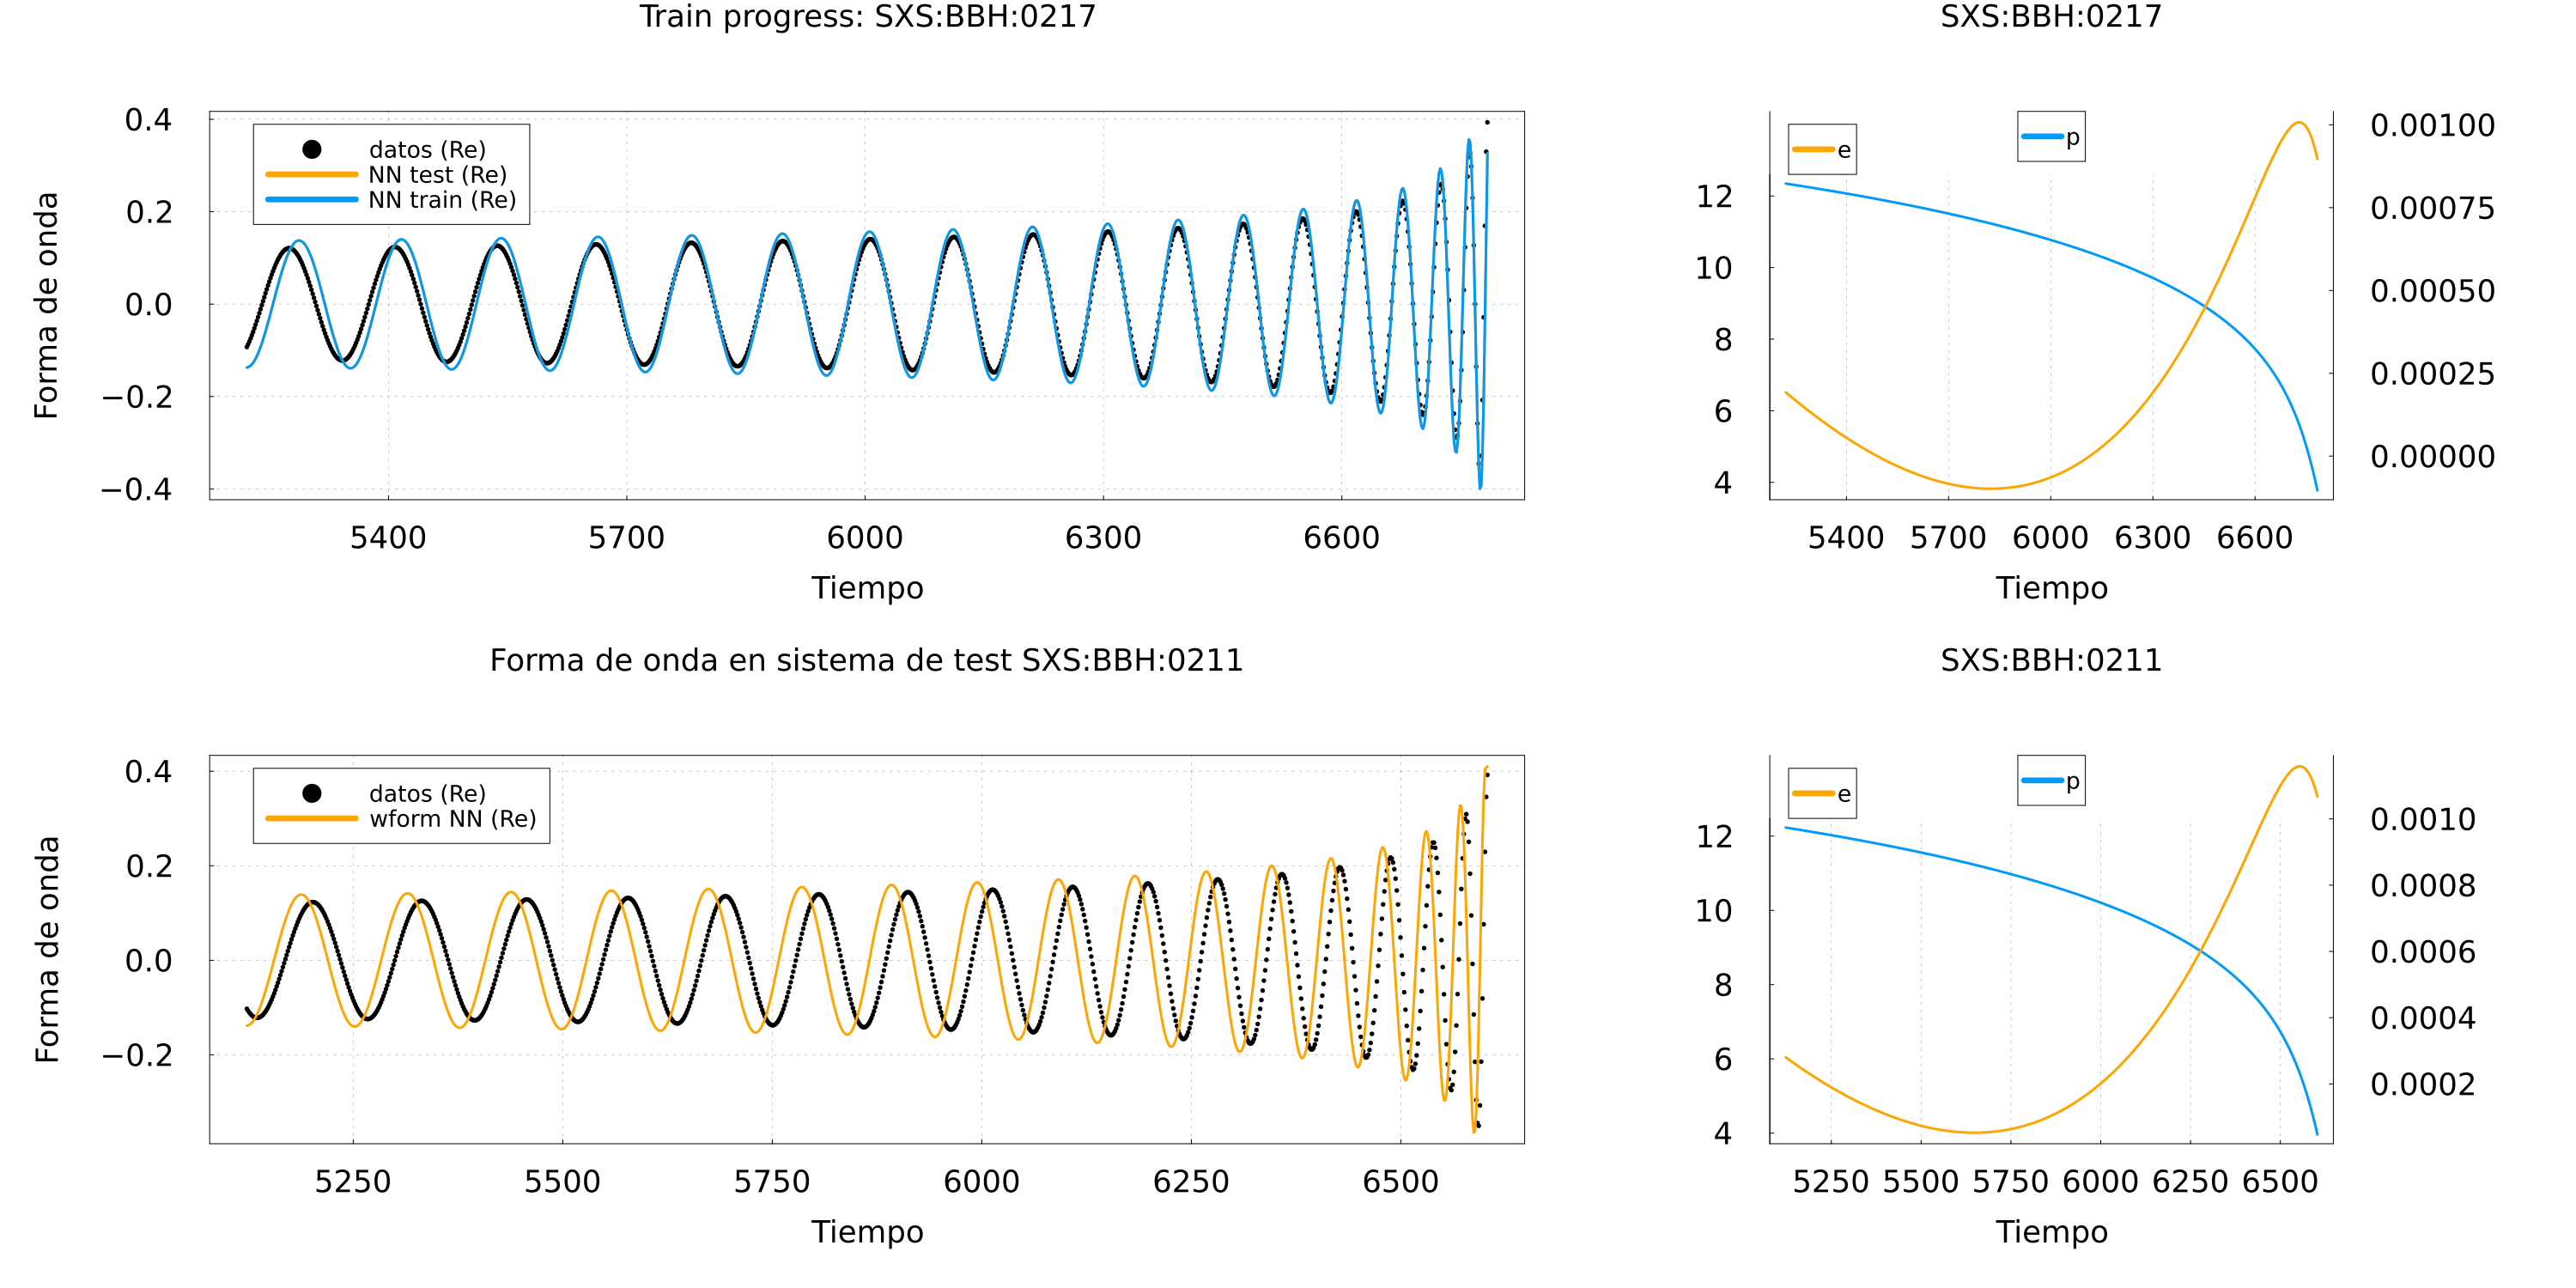 Train progress: SXS:BBH:0217
SXS:BBH:0217
Forma de onda
0.4
0.2
0.0
−0.2
−0.4
datos (Re)
NN test (Re)
NN train (Re)
5400 5700 6000 6300 6600
Tiempo
e
p
12
10
8
6
4
0.00100
0.00075
0.00050
0.00025
0.00000
5400 5700 6000 6300 6600
Tiempo
Forma de onda en sistema de test SXS:BBH:0211
SXS:BBH:0211
Forma de onda
0.4
0.2
0.0
−0.2
datos (Re)
wform NN (Re)
5250 5500 5750 6000 6250 6500
Tiempo
e
p
12
10
8
6
4
0.0010
0.0008
0.0006
0.0004
0.0002
5250 5500 5750 6000 6250 6500
Tiempo